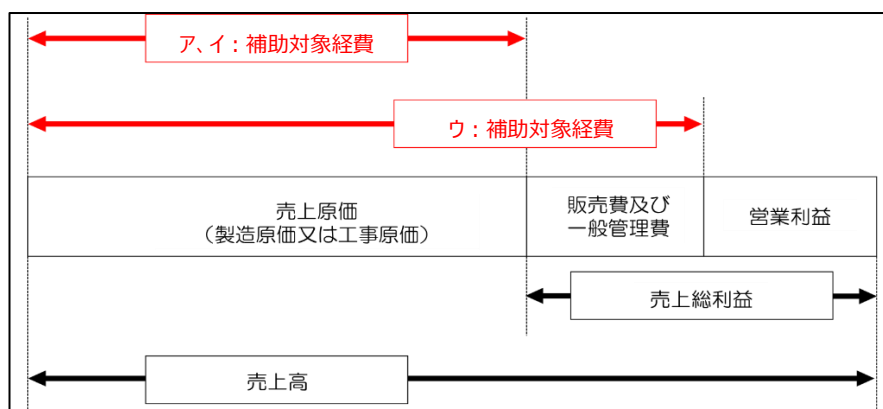 ア、イ：補助対象経費
ウ：補助対象経費
売上原価
（製造原価又は工事原価）
販売費及び
一般管理費
営業利益
売上総利益
売上高